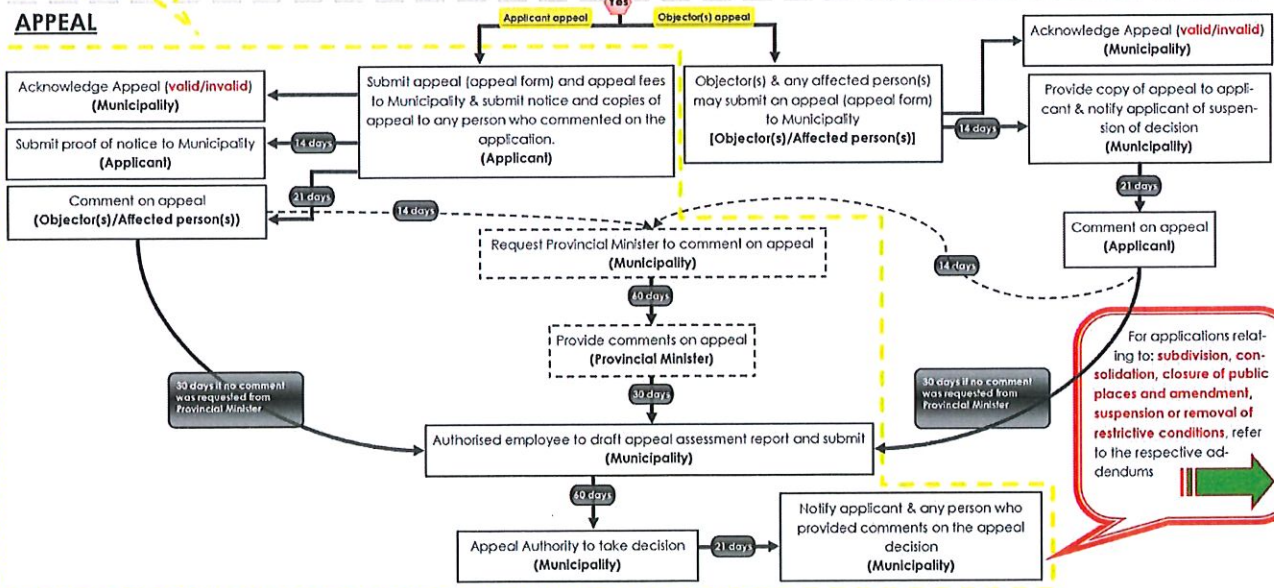 Yes
APPEAL
Applicant appeal
Objector(s) appeal
Acknowledge Appeal (valid/invalid)
(Municipality)
Submit appeal (appeal form) and appeal fees
to Municipality & submit notice and copies of
appeal to any person who commented on the
application.
(Applicant)
Objector(s) & any affected person(s)
may submit an appeal (appeal form)
to Municipality
[Objector(s)/Affected person(s)]
Acknowledge Appeal (valid/invalid)
(Municipality)
Provide copy of appeal to appli-
cant & notify applicant of suspen-
sion of decision
(Municipality)
14 days
Submit proof of notice to Municipality
(Applicant)
14 days
21 days
Comment on appeal
(Objector(s)/Affected person(s))
21 days
14 days
Comment on appeal
(Applicant)
Request Provincial Minister to comment on appeal
(Municipality)
14 days
60 days
Provide comments on appeal
(Provincial Minister)
For applications relat-
ing to: subdivision, con-
solidation, closure of public
places and amendment,
suspension or removal of
restrictive conditions, refer
to the respective ad-
dendums
30 days if no comment
was requested from
Provincial Minister
30 days
30 days if no comment
was requested from
Provincial Minister
Authorised employee to draft appeal assessment report and submit
(Municipality)
60 days
Appeal Authority to take decision
(Municipality)
21 days
Notify applicant & any person who
provided comments on the appeal
decision
(Municipality)